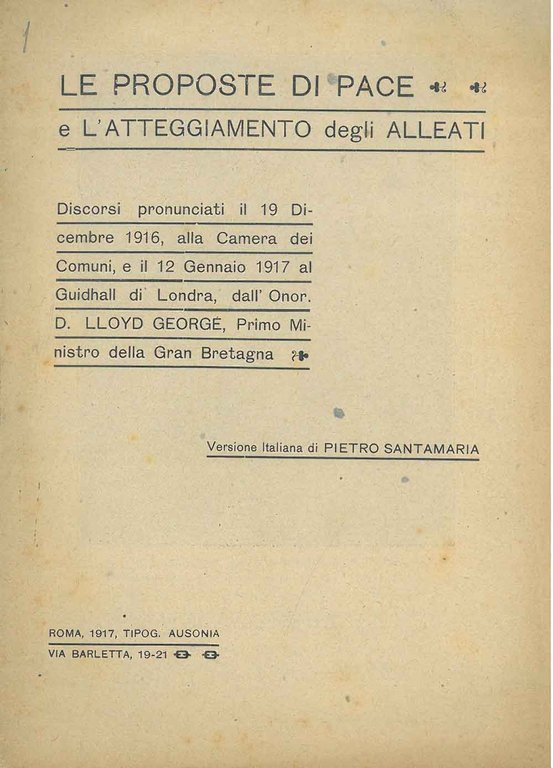 1
LE PROPOSTE DI PACE
e L'ATTEGGIAMENTO degli ALLEATI
Discorsi pronunciati il 19 Di-
cembre 1916, alla Camera dei
Comuni, e il 12 Gennaio 1917 al
Guidhall di Londra, dall' Onor.
D. LLOYD GEORGE, Primo Mi-
nistro della Gran Bretagna
Versione Italiana di PIETRO SANTAMARIA
ROMA, 1917, TIPOG. AUSONIA
VIA BARLETTA, 19-21